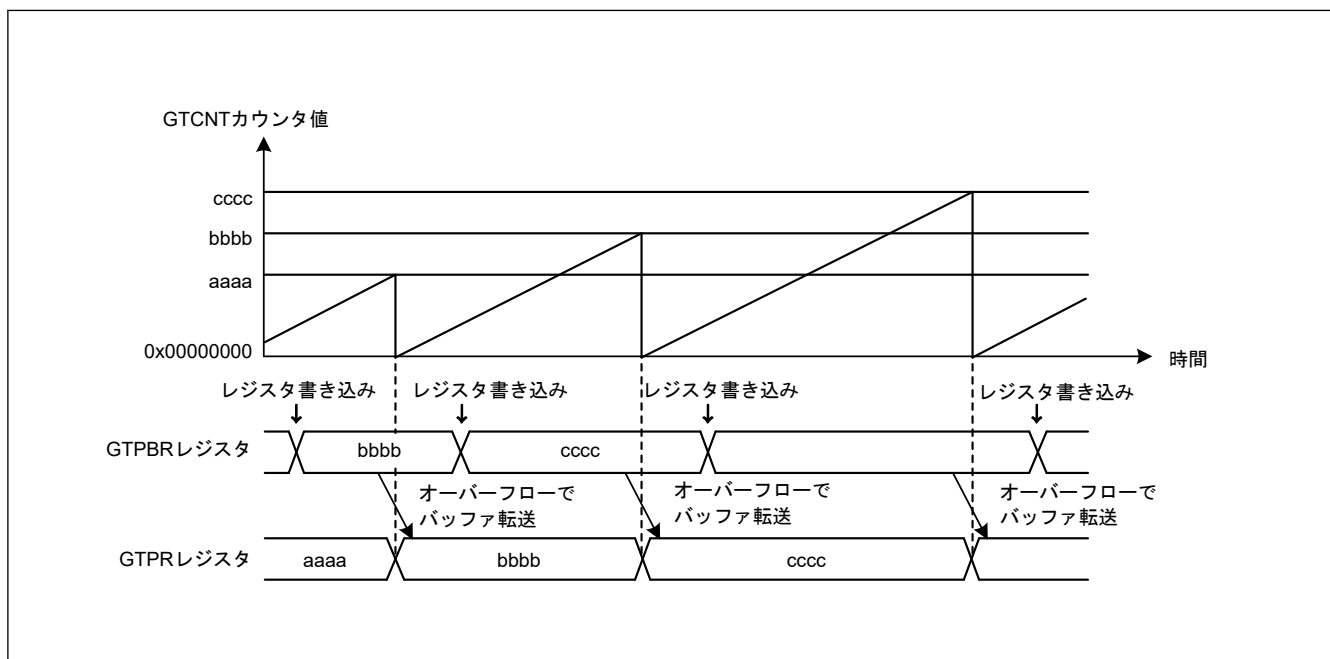 GTCNTカウンタ値
cccc
bbbb
aaaa
0x00000000
時間
レジスタ書き込み
レジスタ書き込み
レジスタ書き込み
レジスタ書き込み
GTPBRレジスタ
bbbb
cccc
オーバーフローで
バッファ転送
オーバーフローで
バッファ転送
オーバーフローで
バッファ転送
GTPRレジスタ
aaaa
bbbb
cccc